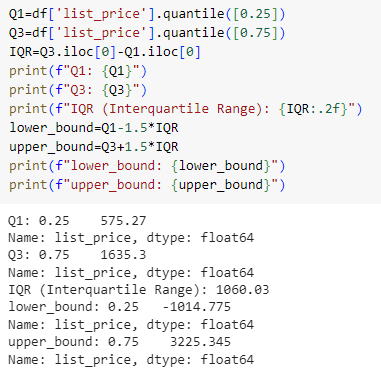 Q1=df['list_price'].quantile([0.25])
Q3=df['list_price'].quantile([0.75])
IQR=Q3.iloc[0]-Q1.iloc[0]
print(f"Q1: {Q1}")
print(f"Q3: {Q3}")
print(f"IQR (Interquartile Range): {IQR:.2f}")
lower_bound=Q1-1.5*IQR
upper_bound=Q3+1.5*IQR
print(f"lower_bound: {lower_bound}")
print(f"upper_bound: {upper_bound}")
Q1: 0.25    575.27
Name: list_price, dtype: float64
Q3: 0.75    1635.3
Name: list_price, dtype: float64
IQR (Interquartile Range): 1060.03
lower_bound: 0.25   -1014.775
Name: list_price, dtype: float64
upper_bound: 0.75    3225.345
Name: list_price, dtype: float64